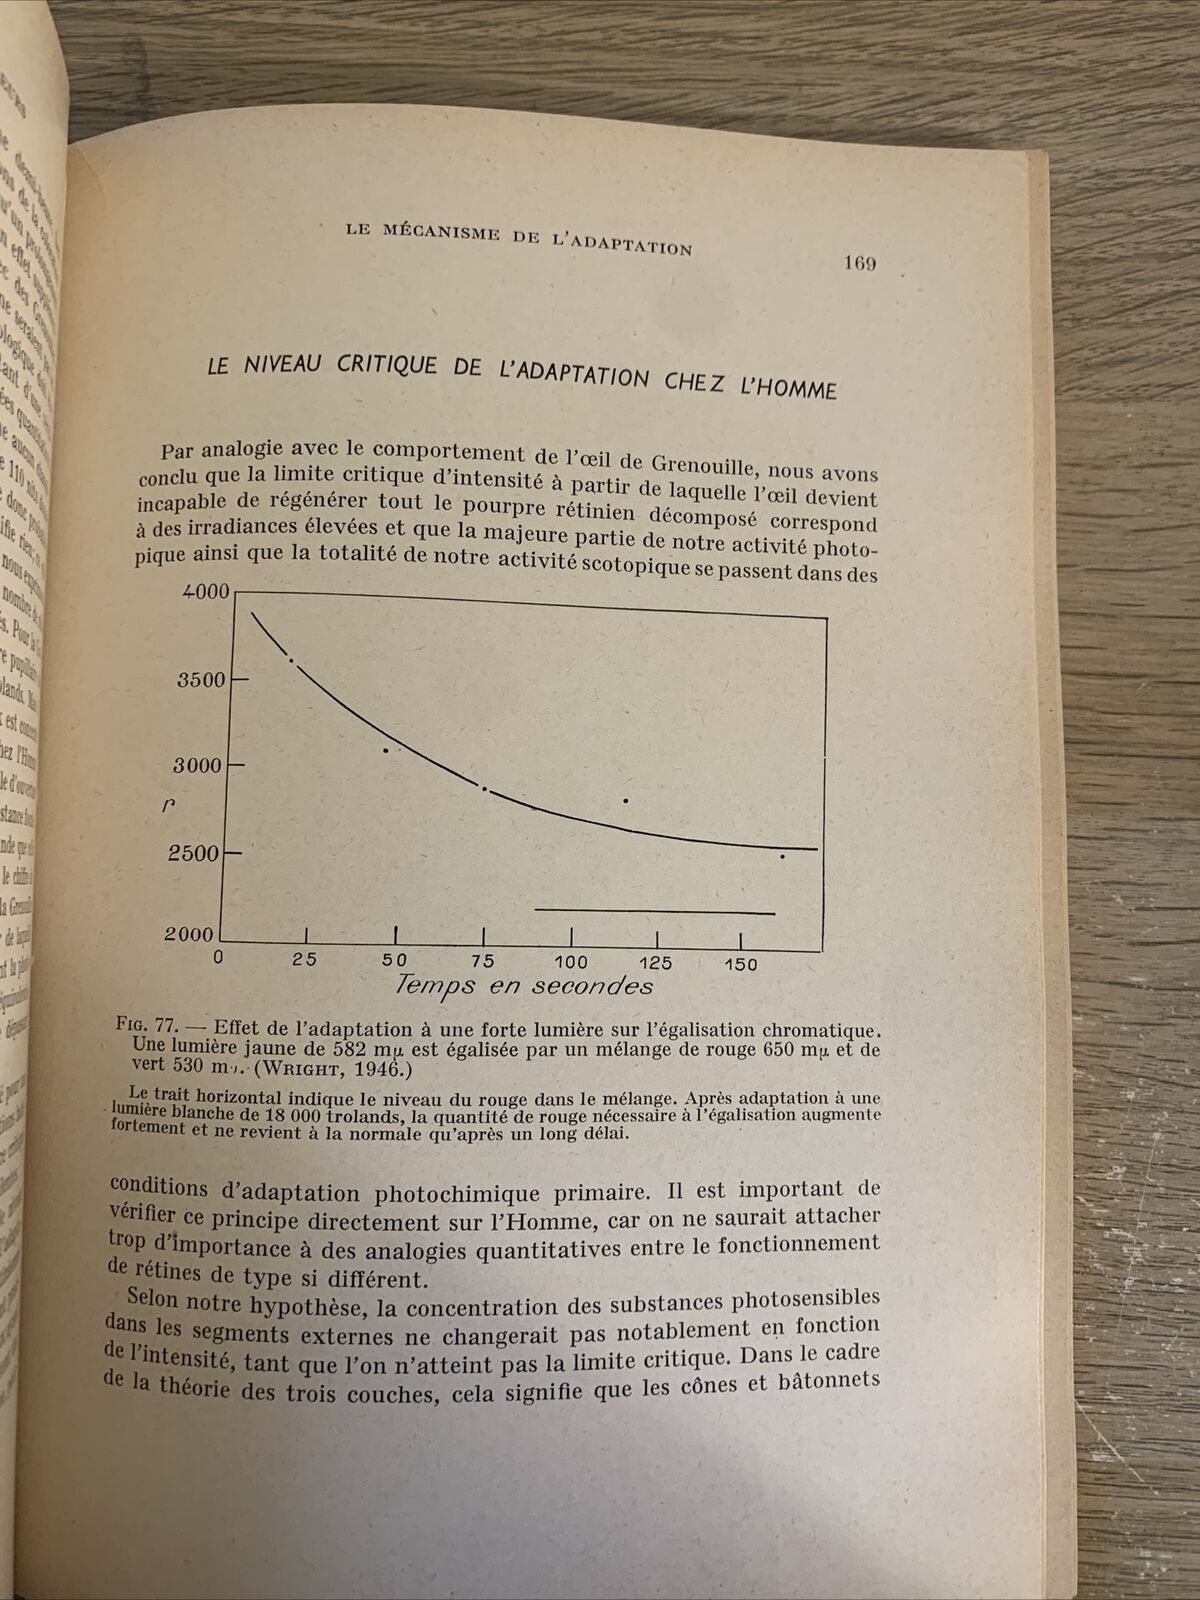 LE MÉCANISME DE L'ADAPTATION
169
LE NIVEAU CRITIQUE DE L'ADAPTATION CHEZ L'HOMME
Par analogie avec le comportement de l'œil de Grenouille, nous avons
conclu que la limite critique d'intensité à partir de laquelle l'œil devient
incapable de régénérer tout le pourpre rétinien décomposé correspond
à des irradiances élevées et que la majeure partie de notre activité photo-
pique ainsi que la totalité de notre activité scotopique se passent dans des
4000
3500
3000
r
2500
2000
0 25 50 75 100 125 150
Temps en secondes
FIG. 77. — Effet de l'adaptation à une forte lumière sur l'égalisation chromatique.
Une lumière jaune de 582 mμ est égalisée par un mélange de rouge 650 mμ et de
vert 530 m. (WRIGHT, 1946.)
Le trait horizontal indique le niveau du rouge dans le mélange. Après adaptation à une
lumière blanche de 18 000 trolands, la quantité de rouge nécessaire à l'égalisation augmente
fortement et ne revient à la normale qu'après un long délai.
conditions d'adaptation photochimique primaire. Il est important de
vérifier ce principe directement sur l'Homme, car on ne saurait attacher
trop d'importance à des analogies quantitatives entre le fonctionnement
de rétines de type si différent.
Selon notre hypothèse, la concentration des substances photosensibles
dans les segments externes ne changerait pas notablement en fonction
de l'intensité, tant que l'on n'atteint pas la limite critique. Dans le cadre
de la théorie des trois couches, cela signifie que les cônes et bâtonnets